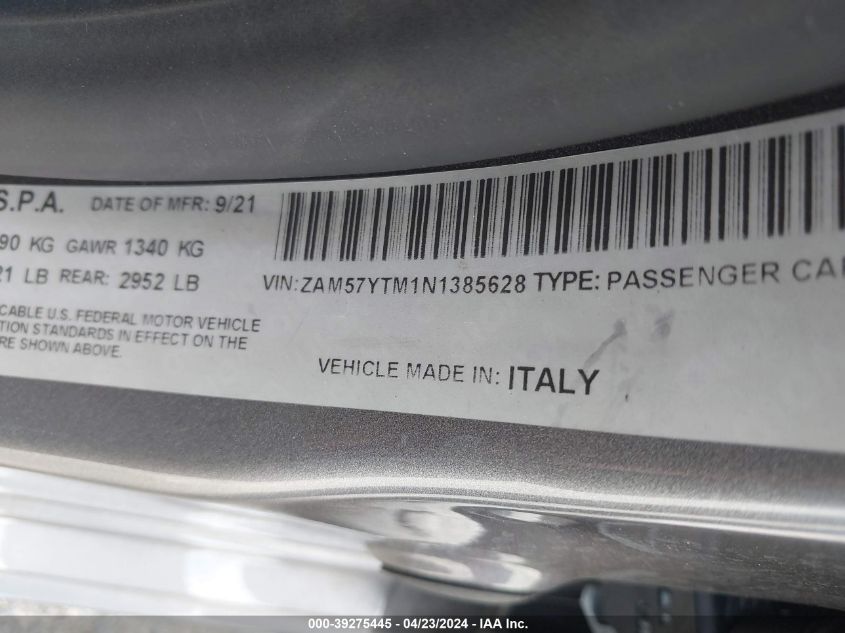 S.P.A. DATE OF MFR: 9/21
90 KG GAWR 1340 KG
21 LB REAR: 2952 LB
VIN: ZAM57YTM1N1385628 TYPE: PASSENGER CAR
CABLE U.S. FEDERAL MOTOR VEHICLE
TION STANDARDS IN EFFECT ON THE
RE SHOWN ABOVE.
VEHICLE MADE IN: ITALY
000-39275445 - 04/23/2024 - IAA Inc.